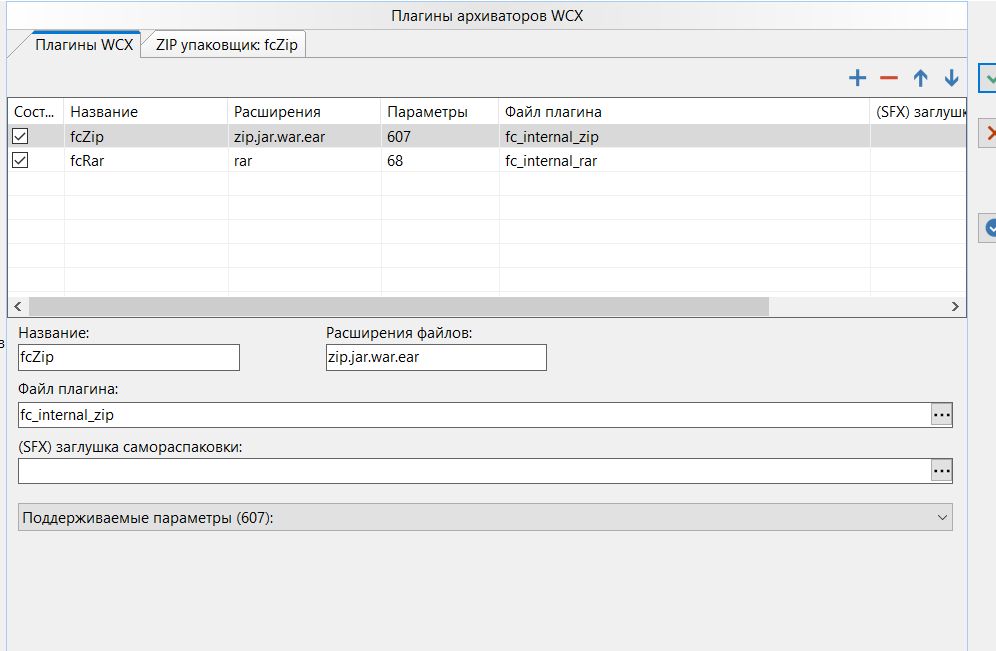 Плагины архиваторов WCX
Плагины WCX ZIP упаковщик: fcZip
Сост... Название Расширения Параметры Файл плагина (SFX) заглушк
fcZip zip.jar.war.ear 607 fc_internal_zip
fcRar rar 68 fc_internal_rar
Название: Расширения файлов:
в
fcZip zip.jar.war.ear
Файл плагина:
fc_internal_zip ...
(SFX) заглушка самораспаковки:
...
Поддерживаемые параметры (607):